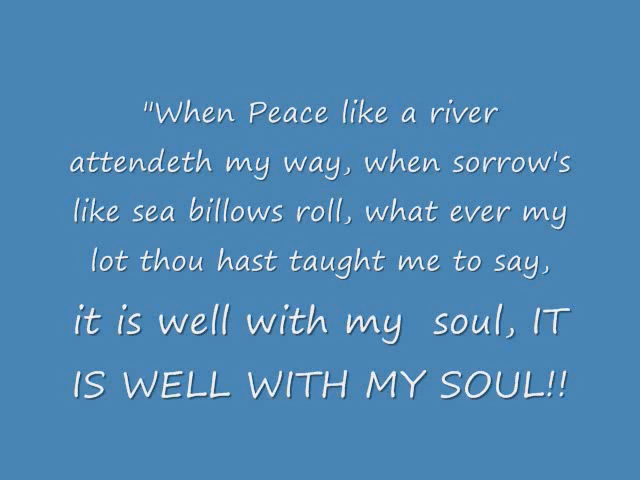 "When Peace like a river
attendeth my way, when sorrow's
like sea billows roll, what ever my
lot thou hast taught me to say,
it is well with my  soul, IT
IS WELL WITH MY SOUL!!